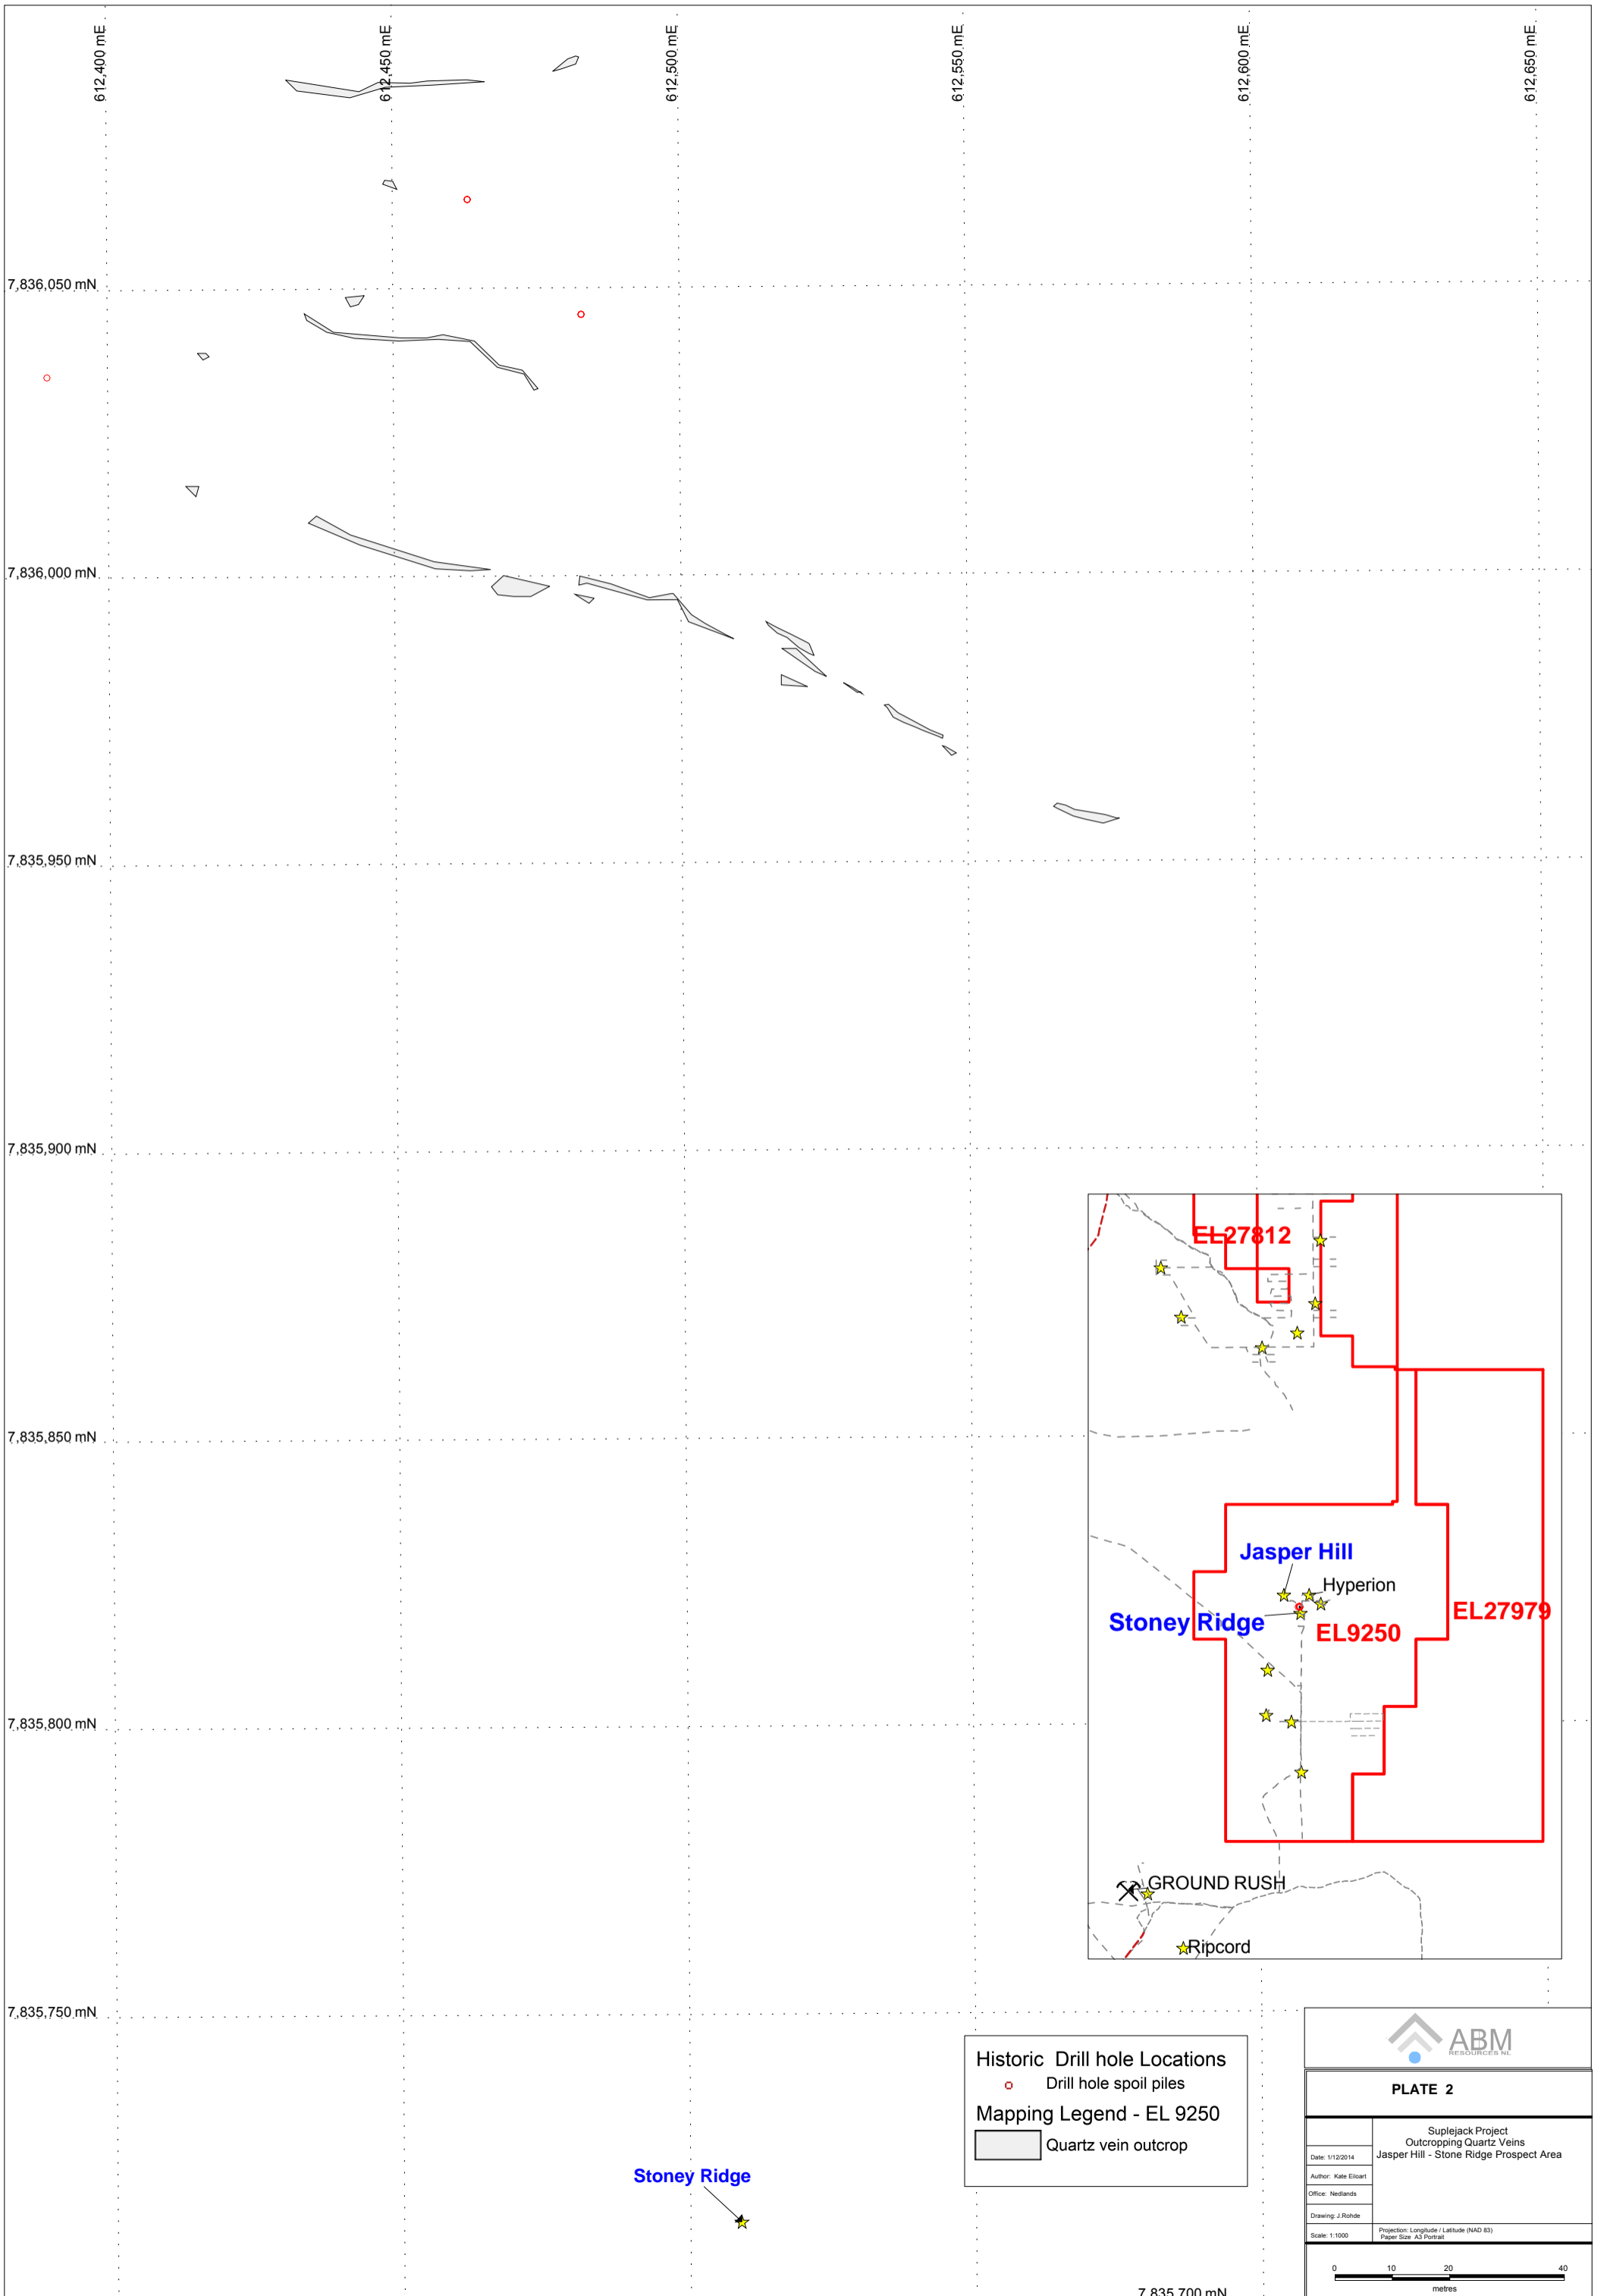 612,400 mE
612,450 mE
612,500 mE
612,550 mE
612,600 mE
612,650 mE
7,836,050 mN
7,836,000 mN
7,835,950 mN
7,835,900 mN
7,835,850 mN
7,835,800 mN
7,835,750 mN
7,835,700 mN
EL27812
Jasper Hill
Hyperion
Stoney Ridge
EL9250
EL27979
GROUND RUSH
Ripcord
Stoney Ridge
Historic Drill hole Locations
Drill hole spoil piles
Mapping Legend - EL 9250
Quartz vein outcrop
ABM
RESOURCES NL
PLATE 2
Suplejack Project
Outcropping Quartz Veins
Jasper Hill - Stone Ridge Prospect Area
Date: 1/12/2014
Author: Kate Eiloart
Office: Nedlands
Drawing: J.Rohde
Scale: 1:1000
Projection: Longitude / Latitude (NAD 83)
Paper Size A3 Portrait
0 10 20 40
metres